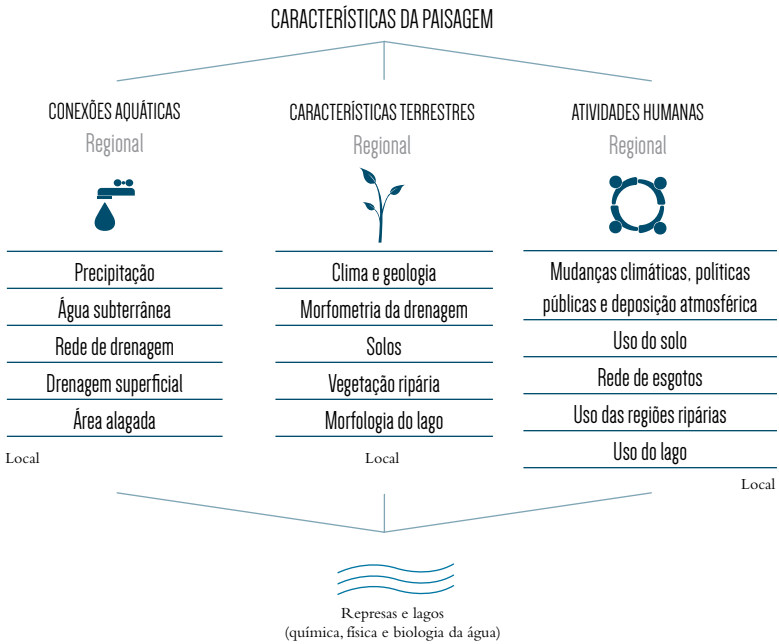 CARACTERÍSTICAS DA PAISAGEM
CONEXÕES AQUÁTICAS
Regional
Precipitação
Água subterrânea
Rede de drenagem
Drenagem superficial
Área alagada
Local
CARACTERÍSTICAS TERRESTRES
Regional
Clima e geologia
Morfometria da drenagem
Solos
Vegetação ripária
Morfologia do lago
Local
ATIVIDADES HUMANAS
Regional
Mudanças climáticas, políticas
públicas e deposição atmosférica
Uso do solo
Rede de esgotos
Uso das regiões ripárias
Uso do lago
Local
Represas e lagos
(química, física e biologia da água)